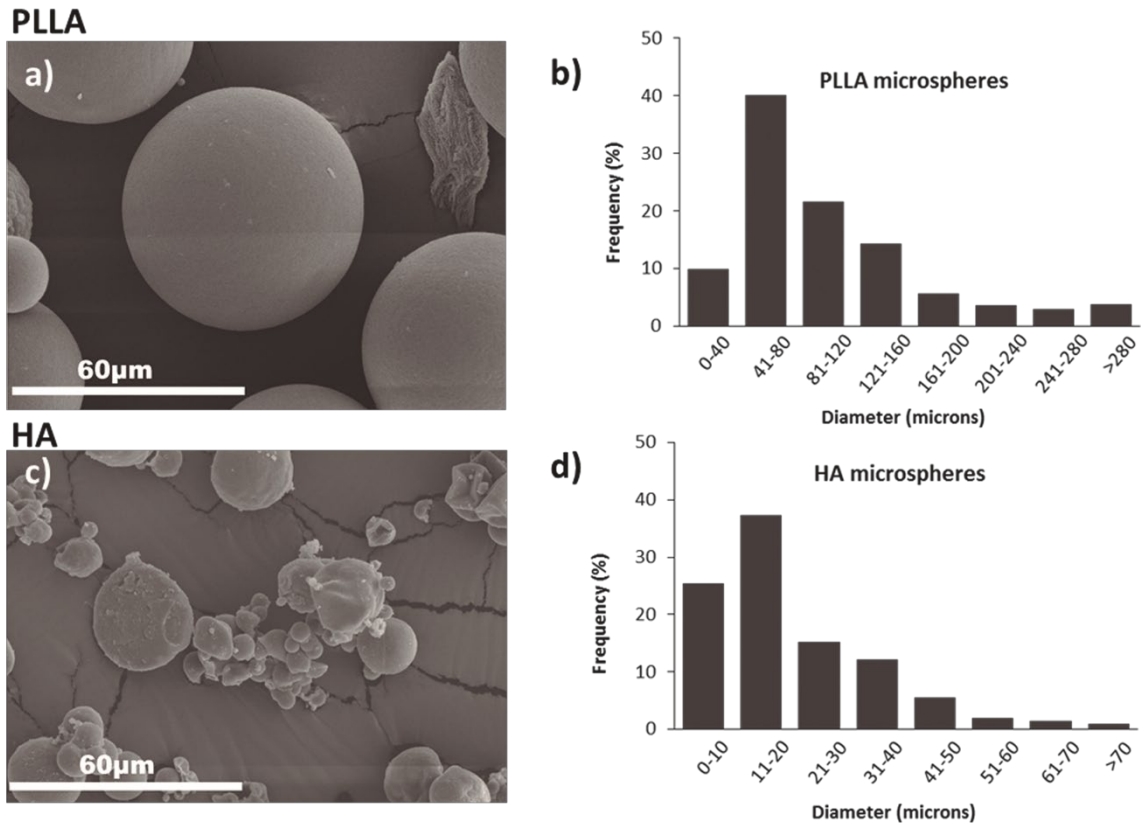 PLLA
a)
60µm
b)
PLLA microspheres
Frequency (%)
50
40
30
20
10
0
0-40
41-80
81-120
121-160
161-200
201-240
241-280
>280
Diameter (microns)
HA
c)
60µm
d)
HA microspheres
Frequency (%)
50
40
30
20
10
0
0-10
11-20
21-30
31-40
41-50
51-60
61-70
>70
Diameter (microns)